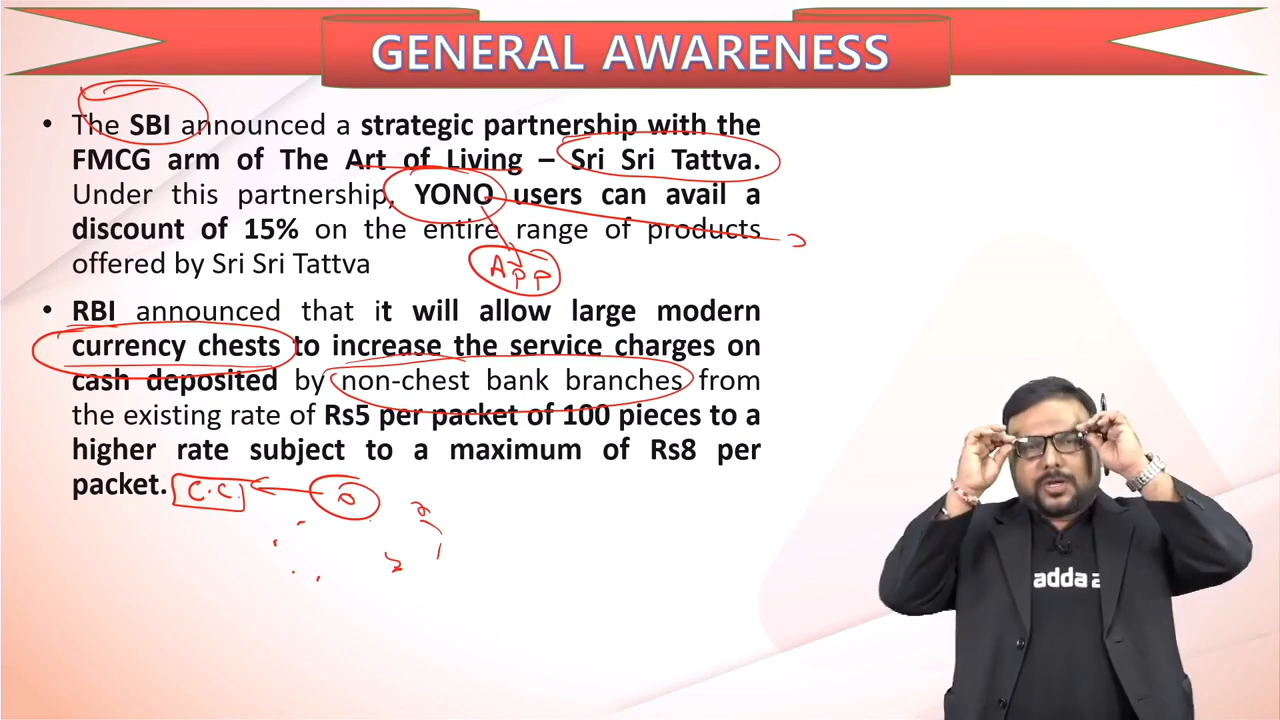 GENERAL AWARENESS
• The SBI announced a strategic partnership with the
FMCG arm of The Art of Living – Sri Sri Tattva.
Under this partnership, YONO users can avail a
discount of 15% on the entire range of products
offered by Sri Sri Tattva
App
• RBI announced that it will allow large modern
currency chests to increase the service charges on
cash deposited by non-chest bank branches from
the existing rate of Rs5 per packet of 100 pieces to a
higher rate subject to a maximum of Rs8 per
packet.
C.C.
adda